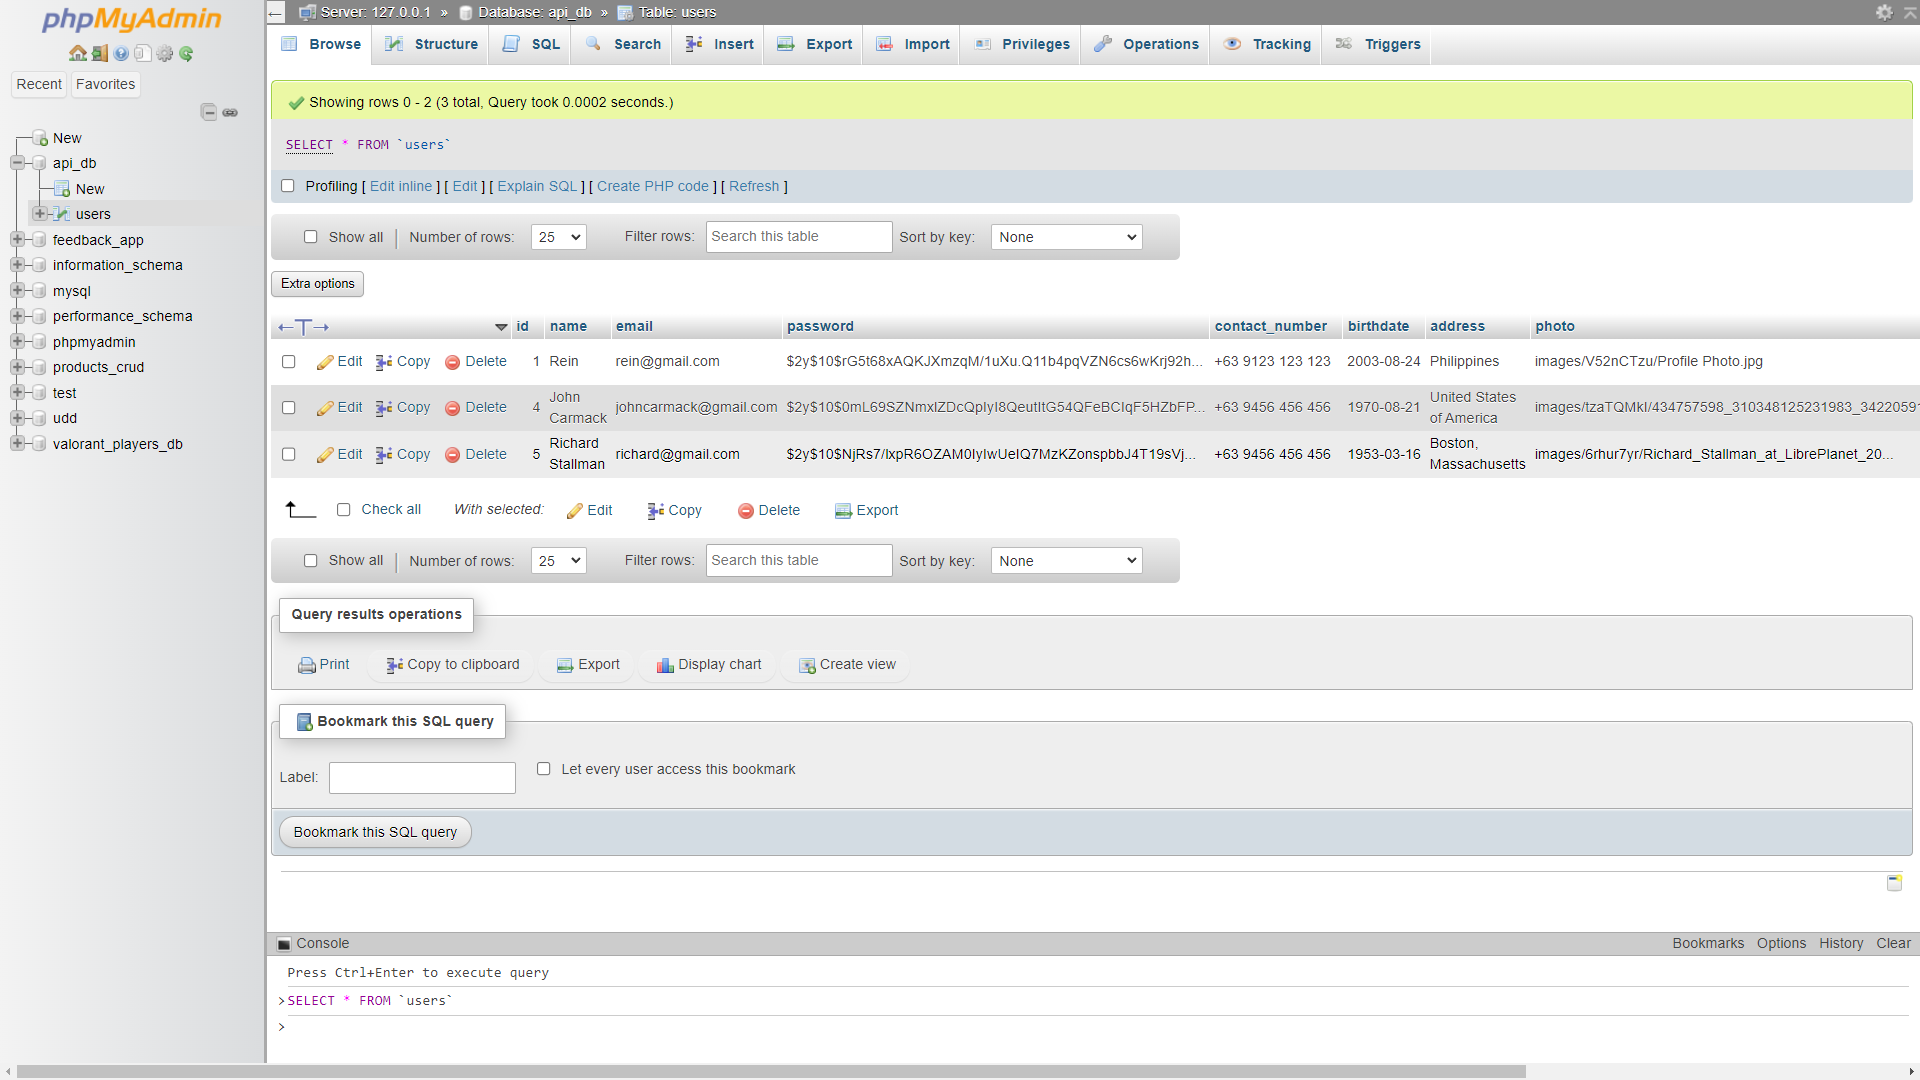 phpMyAdmin
Recent Favorites
New
api_db
New
users
feedback_app
information_schema
mysql
performance_schema
phpmyadmin
products_crud
test
udd
valorant_players_db
Server: 127.0.0.1 » Database: api_db » Table: users
Browse Structure SQL Search Insert Export Import Privileges Operations Tracking Triggers
Showing rows 0 - 2 (3 total, Query took 0.0002 seconds.)
SELECT * FROM `users`
Profiling [ Edit inline ] [ Edit ] [ Explain SQL ] [ Create PHP code ] [ Refresh ]
Show all | Number of rows: 25 Filter rows: Search this table Sort by key: None
Extra options
←T→ id name email password contact_number birthdate address photo
Edit Copy Delete 1 Rein rein@gmail.com $2y$10$rG5t68xAQKJXmzqM/1uXu.Q11b4pqVZN6cs6wKrj92h... +63 9123 123 123 2003-08-24 Philippines images/V52nCTzu/Profile Photo.jpg
Edit Copy Delete 4 John Carmack johncarmack@gmail.com +63 9456 456 456 1970-08-21 United States of America
Edit Copy Delete 5 Richard Stallman richard@gmail.com +63 9456 456 456 1953-03-16 Boston, Massachusetts images/6rhur7yr/Richard_Stallman_at_LibrePlanet_20...
Check all With selected: Edit Copy Delete Export
Show all | Number of rows: 25 Filter rows: Search this table Sort by key: None
Query results operations
Print Copy to clipboard Export Display chart Create view
Bookmark this SQL query
Label: Let every user access this bookmark
Bookmark this SQL query
Console Bookmarks Options History Clear
Press Ctrl+Enter to execute query
>SELECT * FROM `users`
>